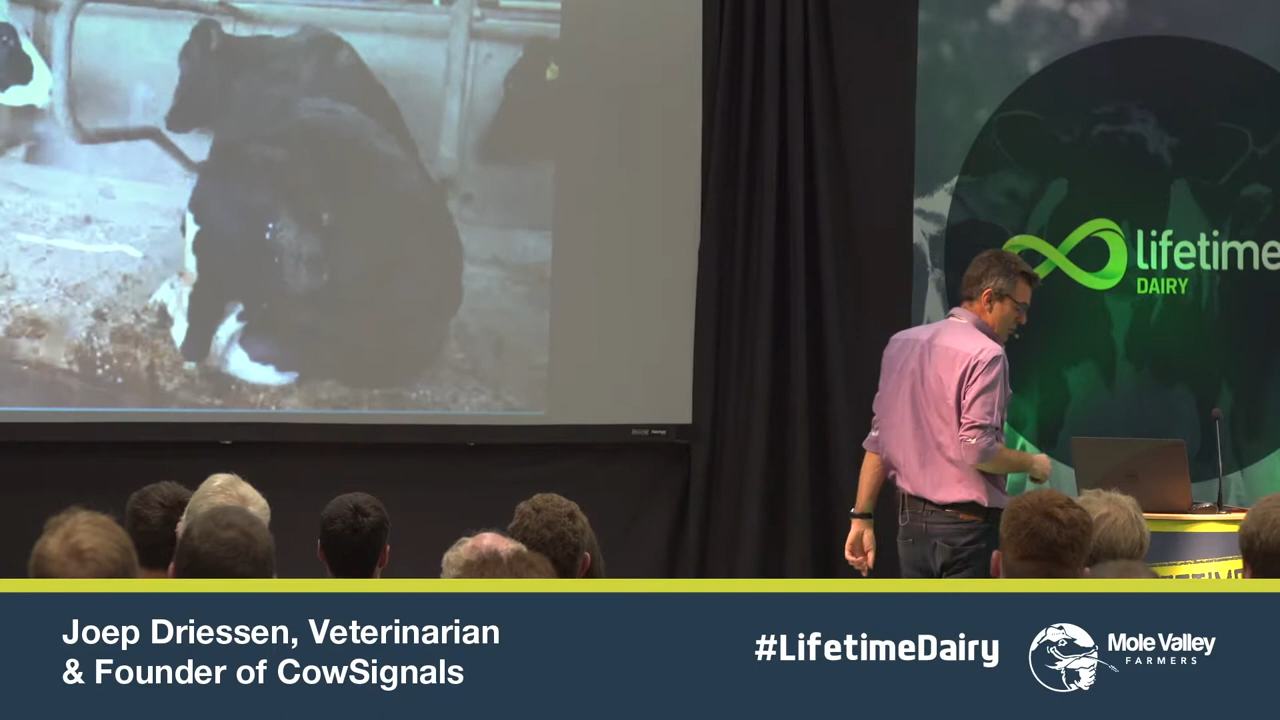 lifetime
DAIRY
Joep Driessen, Veterinarian
& Founder of CowSignals
#LifetimeDairy
Mole Valley
FARMERS